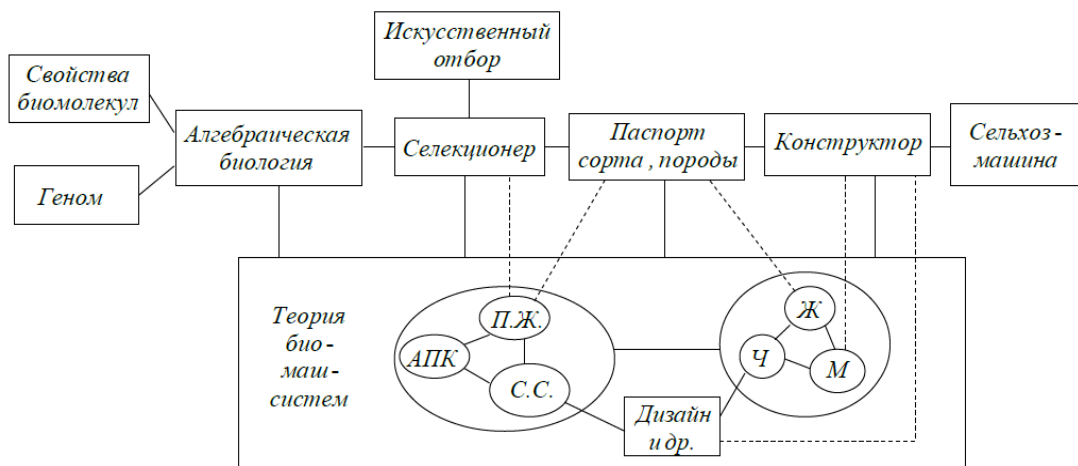 Искусственный
отбор
Свойства
биомолекул
Алгебраическая
биология
Селекционер
Паспорт
сорта , породы
Конструктор
Сельхоз -
машина
Геном
Теория
био -
маш-
систем
П.Ж.
АПК
С.С.
Ж
Ч
М
Дизайн
и др.